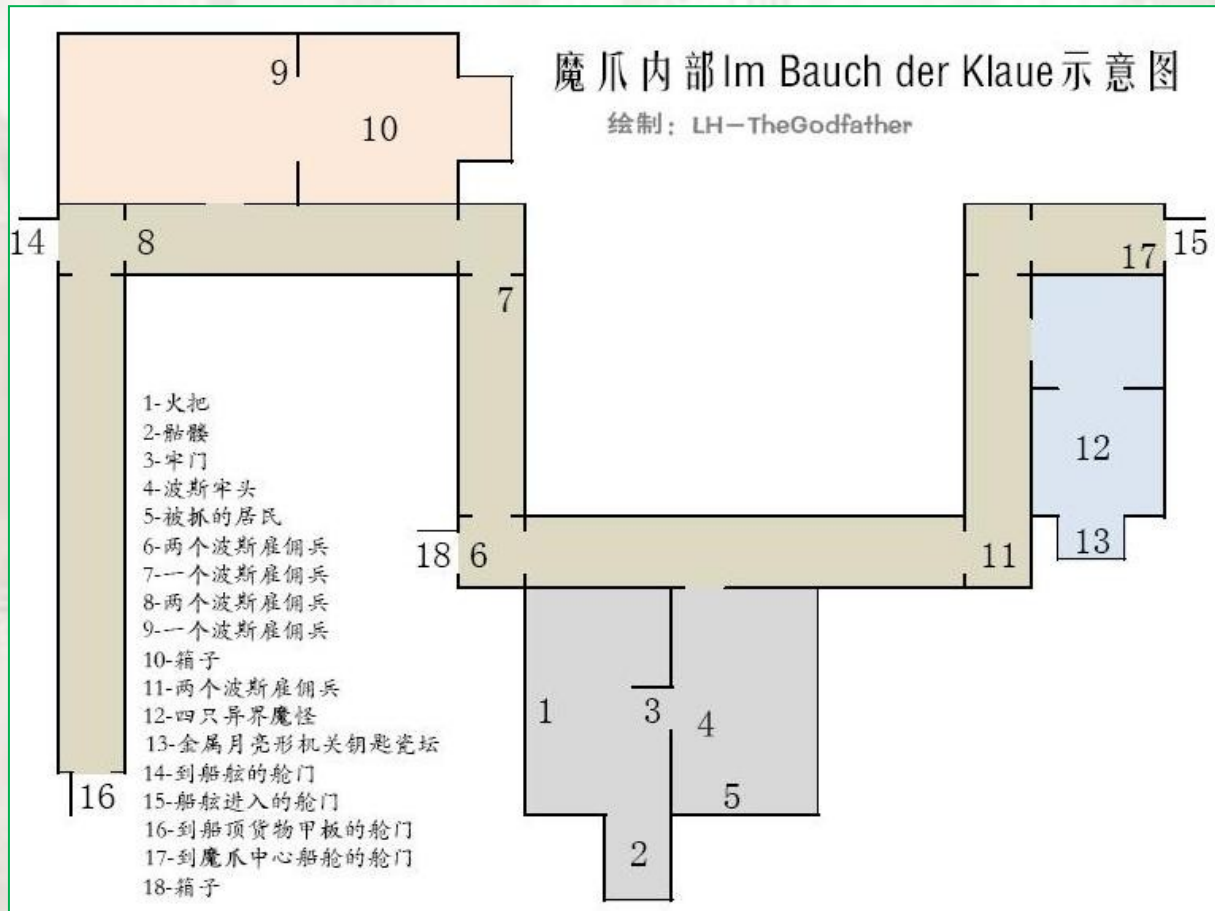 魔爪内部Im Bauch der Klaue示意图
绘制：LH-TheGodfather
9
10
14
8
15
17
7
12
13
18
6
11
1
3
4
5
2
16
1-火把
2-骷髅
3-牢门
4-波斯牢头
5-被抓的居民
6-两个波斯雇佣兵
7-一个波斯雇佣兵
8-两个波斯雇佣兵
9-一个波斯雇佣兵
10-箱子
11-两个波斯雇佣兵
12-四只异界魔怪
13-金属月亮形机关钥匙瓷坛
14-到船舷的舱门
15-船舷进入的舱门
16-到船顶货物甲板的舱门
17-到魔爪中心船舱的舱门
18-箱子